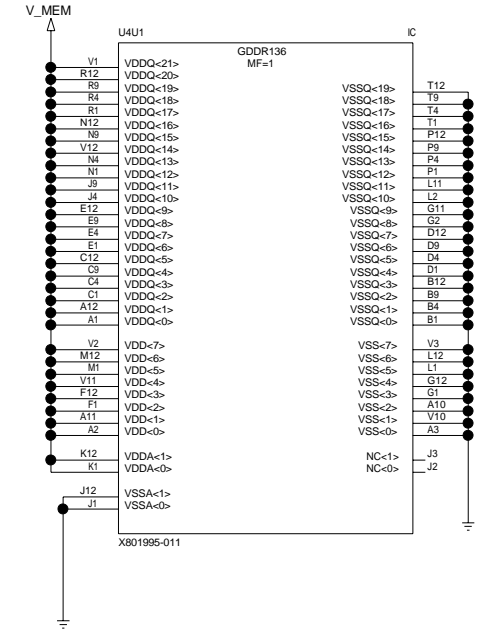 V_MEM
U4U1 IC
GDDR136
MF=1
V1 VDDQ<21>
R12 VDDQ<20>
R9 VDDQ<19> VSSQ<19> T12
R4 VDDQ<18> VSSQ<18> T9
R1 VDDQ<17> VSSQ<17> T4
N12 VDDQ<16> VSSQ<16> T1
N9 VDDQ<15> VSSQ<15> P12
V12 VDDQ<14> VSSQ<14> P9
N4 VDDQ<13> VSSQ<13> P4
N1 VDDQ<12> VSSQ<12> P1
J9 VDDQ<11> VSSQ<11> L11
J4 VDDQ<10> VSSQ<10> L2
E12 VDDQ<9> VSSQ<9> G11
E9 VDDQ<8> VSSQ<8> G2
E4 VDDQ<7> VSSQ<7> D12
E1 VDDQ<6> VSSQ<6> D9
C12 VDDQ<5> VSSQ<5> D4
C9 VDDQ<4> VSSQ<4> D1
C4 VDDQ<3> VSSQ<3> B12
C1 VDDQ<2> VSSQ<2> B9
A12 VDDQ<1> VSSQ<1> B4
A1 VDDQ<0> VSSQ<0> B1
V2 VDD<7> VSS<7> V3
M12 VDD<6> VSS<6> L12
M1 VDD<5> VSS<5> L1
V11 VDD<4> VSS<4> G12
F12 VDD<3> VSS<3> G1
F1 VDD<2> VSS<2> A10
A11 VDD<1> VSS<1> V10
A2 VDD<0> VSS<0> A3
K12 VDDA<1> NC<1> J3
K1 VDDA<0> NC<0> J2
J12 VSSA<1>
J1 VSSA<0>
X801995-011